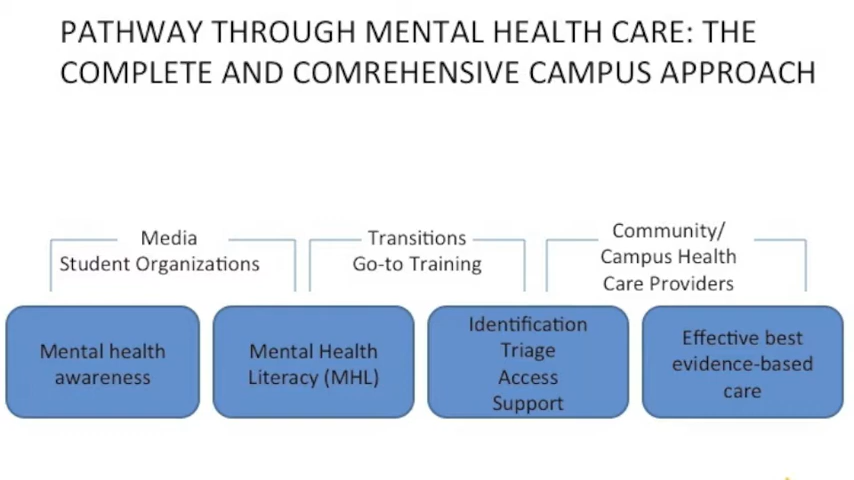 PATHWAY THROUGH MENTAL HEALTH CARE: THE
COMPLETE AND COMREHENSIVE CAMPUS APPROACH
Media
Student Organizations
Transitions
Go-to Training
Community/
Campus Health
Care Providers
Mental health
awareness
Mental Health
Literacy (MHL)
Identification
Triage
Access
Support
Effective best
evidence-based
care